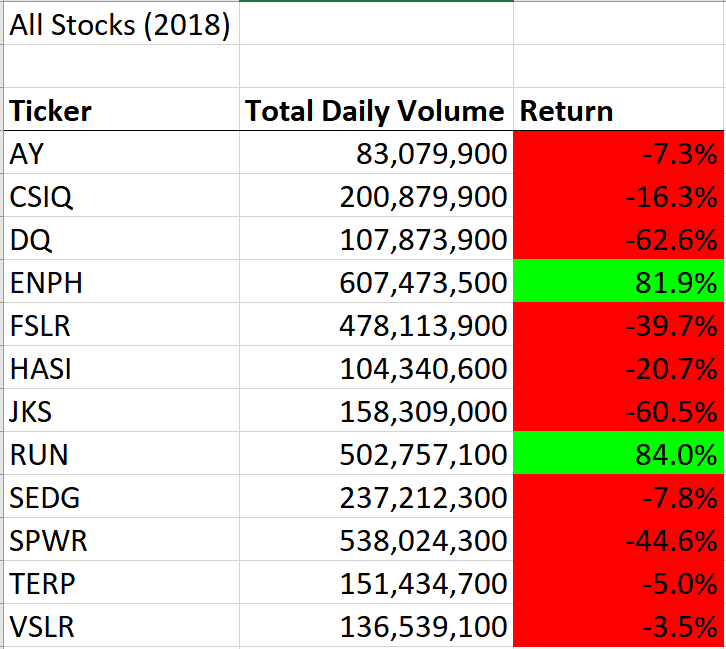 All Stocks (2018)
Ticker Total Daily Volume Return
AY 83,079,900 -7.3%
CSIQ 200,879,900 -16.3%
DQ 107,873,900 -62.6%
ENPH 607,473,500 81.9%
FSLR 478,113,900 -39.7%
HASI 104,340,600 -20.7%
JKS 158,309,000 -60.5%
RUN 502,757,100 84.0%
SEDG 237,212,300 -7.8%
SPWR 538,024,300 -44.6%
TERP 151,434,700 -5.0%
VSLR 136,539,100 -3.5%